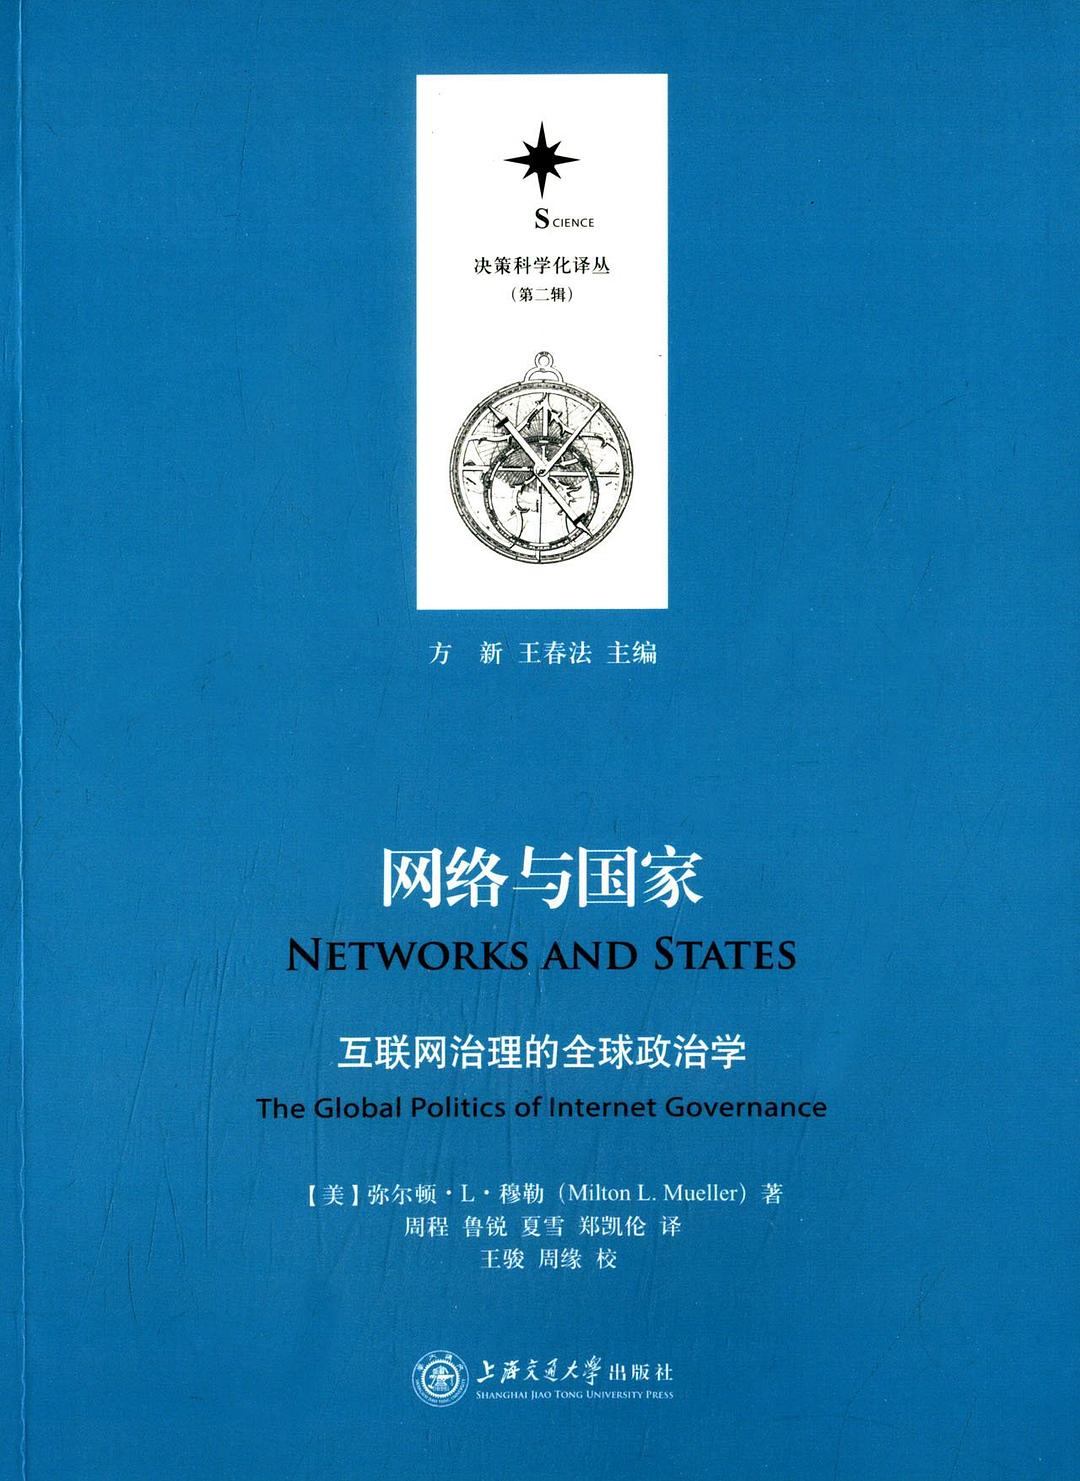 SCIENCE
决策科学化译丛
（第二辑）
方 新 王春法 主编
网络与国家
NETWORKS AND STATES
互联网治理的全球政治学
The Global Politics of Internet Governance
【美】弥尔顿·L·穆勒（Milton L. Mueller）著
周程 鲁锐 夏雪 郑凯伦 译
王骏 周缘 校
上海交通大学出版社
SHANGHAI JIAO TONG UNIVERSITY PRESS